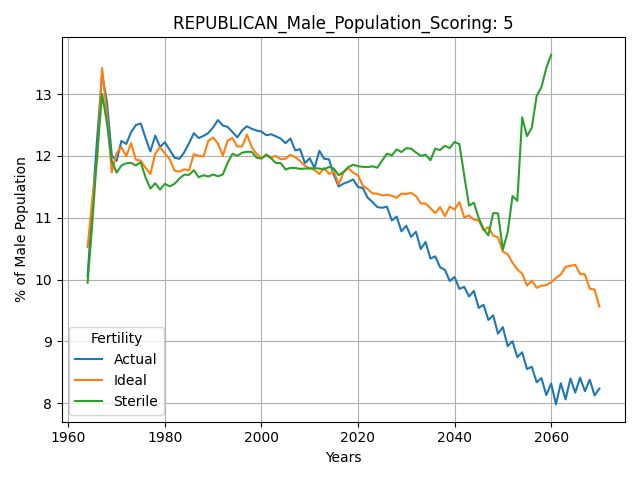 REPUBLICAN_Male_Population_Scoring: 5
% of Male Population
13
12
11
10
9
8
Fertility
Actual
Ideal
Sterile
1960 1980 2000 2020 2040 2060
Years